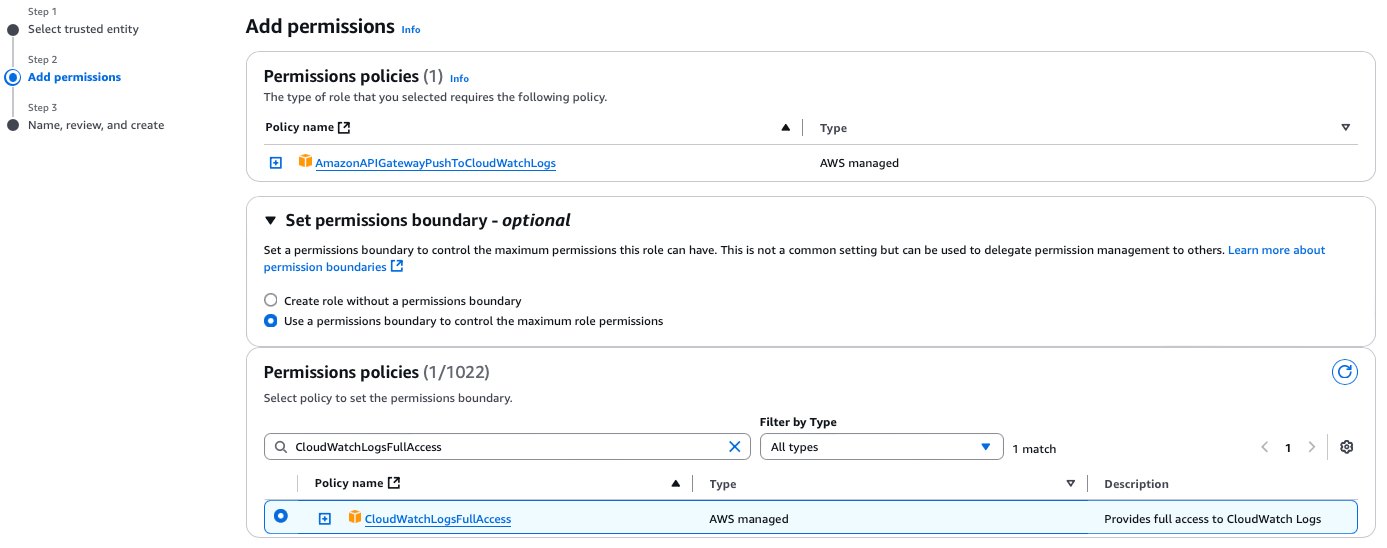 Step 1
Select trusted entity
Step 2
Add permissions
Step 3
Name, review, and create
Add permissions Info
Permissions policies (1) Info
The type of role that you selected requires the following policy.
Policy name Type
AmazonAPIGatewayPushToCloudWatchLogs AWS managed
Set permissions boundary - optional
Set a permissions boundary to control the maximum permissions this role can have. This is not a common setting but can be used to delegate permission management to others. Learn more about
permission boundaries
Create role without a permissions boundary
Use a permissions boundary to control the maximum role permissions
Permissions policies (1/1022)
Select policy to set the permissions boundary.
Filter by Type
CloudWatchLogsFullAccess All types 1 match 1
Policy name Type Description
CloudWatchLogsFullAccess AWS managed Provides full access to CloudWatch Logs